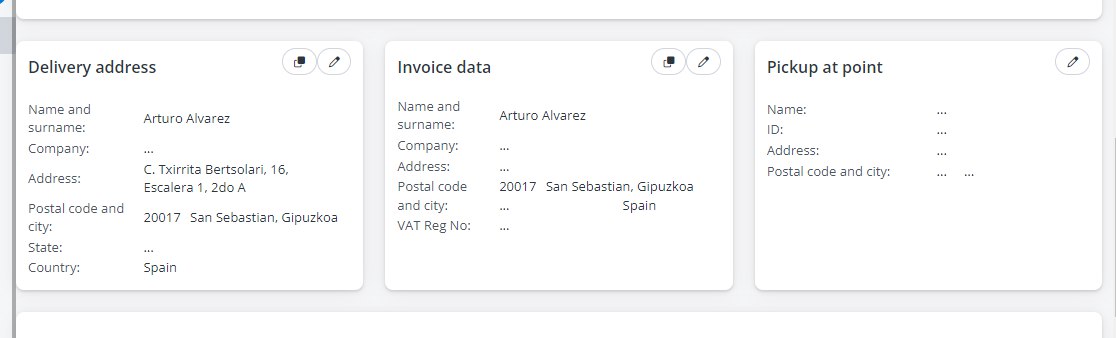 Delivery address
Name and
surname:
Arturo Alvarez
Company:
...
Address:
C. Txirrita Bertsolari, 16,
Escalera 1, 2do A
Postal code and
city:
20017 San Sebastian, Gipuzkoa
State:
...
Country:
Spain
Invoice data
Name and
surname:
Arturo Alvarez
Company:
...
Address:
...
Postal code
and city:
20017 San Sebastian, Gipuzkoa
... Spain
VAT Reg No:
...
Pickup at point
Name:
...
ID:
...
Address:
...
Postal code and city:
... ...